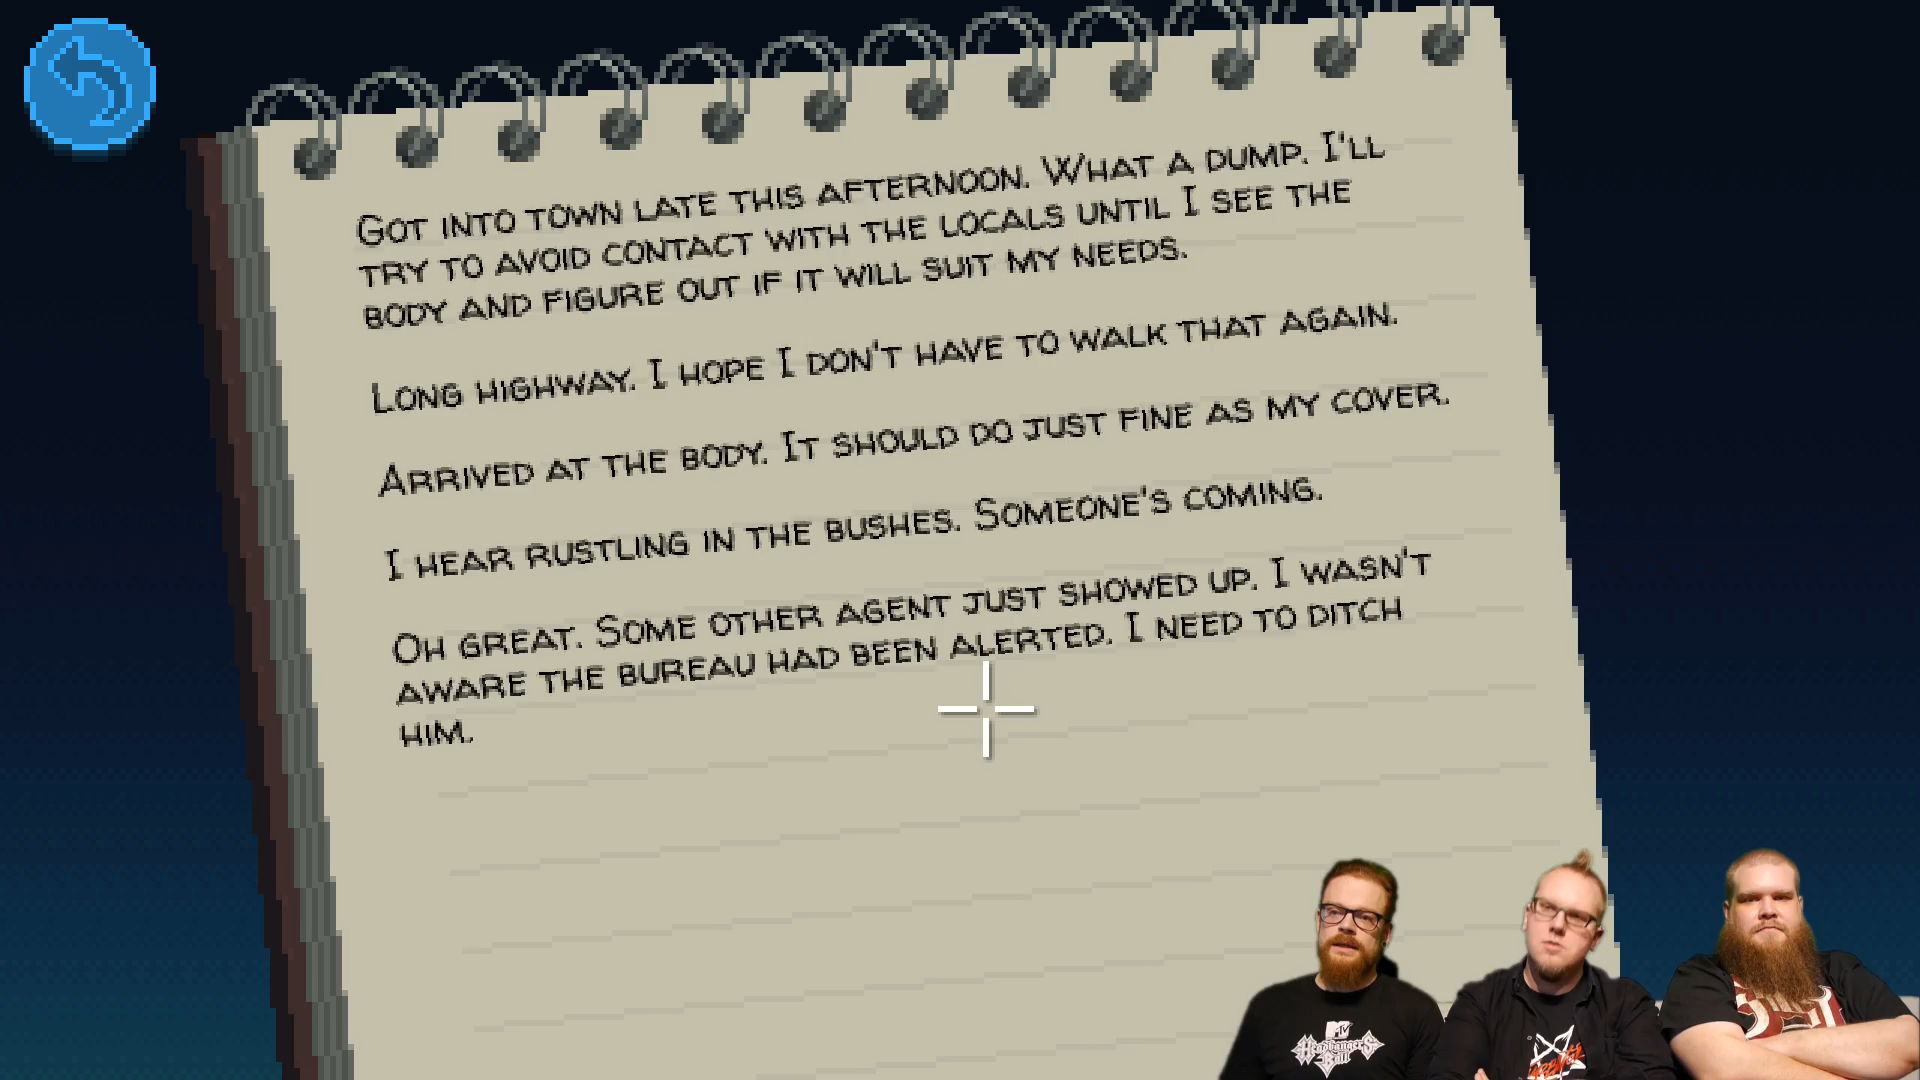 Got into town late this afternoon. What a dump. I'll
try to avoid contact with the locals until I see the
body and figure out if it will suit my needs.
Long highway. I hope I don't have to walk that again.
Arrived at the body. It should do just fine as my cover.
I hear rustling in the bushes. Someone's coming.
Oh great. Some other agent just showed up. I wasn't
aware the bureau had been alerted. I need to ditch
him.
MTV
Headbangers
Ball